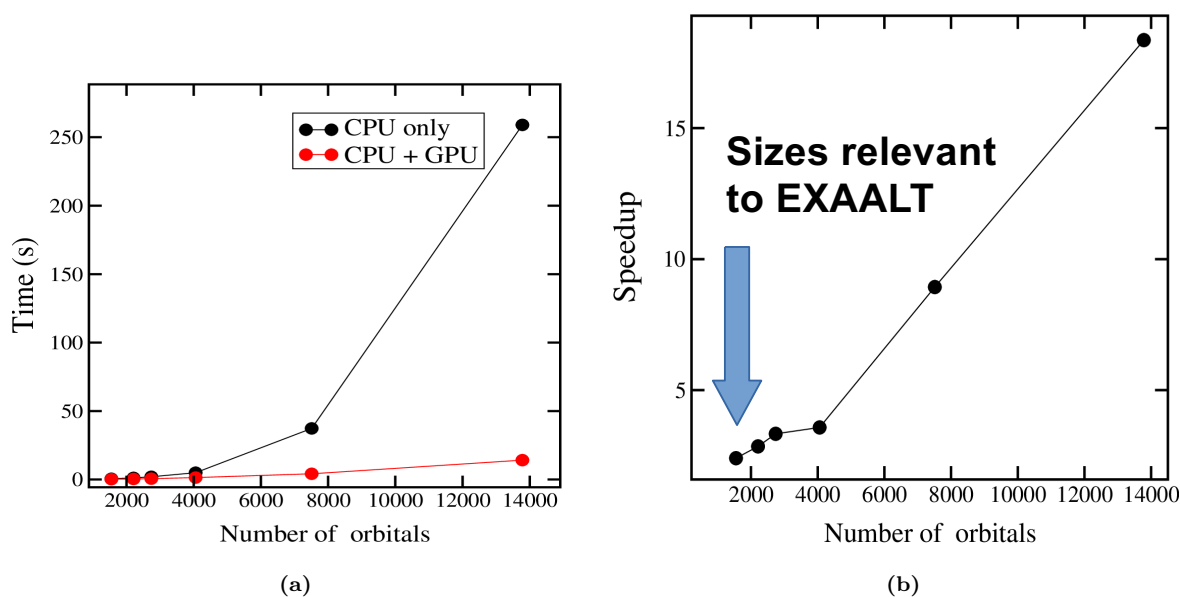 CPU only
CPU + GPU
250
200
150
100
50
0
Time (s)
2000 4000 6000 8000 10000 12000 14000
Number of orbitals
(a)
Sizes relevant
to EXAALT
15
10
5
Speedup
2000 4000 6000 8000 10000 12000 14000
Number of orbitals
(b)